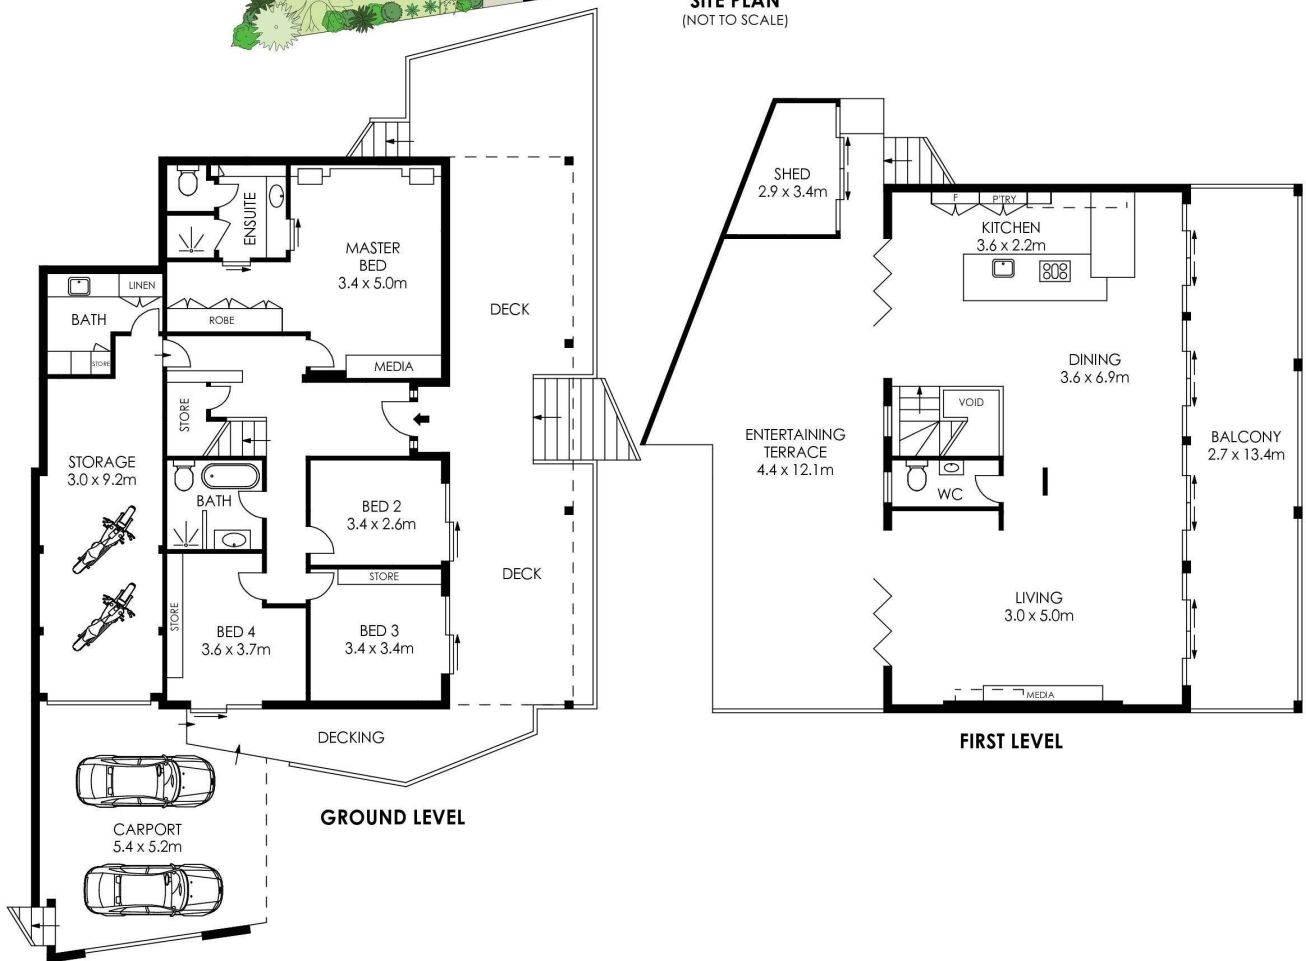 SITE PLAN
(NOT TO SCALE)
ENSUITE
MASTER
BED
3.4 x 5.0m
LINEN
BATH
STORE
ROBE
MEDIA
DECK
STORE
STORAGE
3.0 x 9.2m
BATH
BED 2
3.4 x 2.6m
STORE
DECK
STORE
BED 4
3.6 x 3.7m
BED 3
3.4 x 3.4m
DECKING
CARPORT
5.4 x 5.2m
GROUND LEVEL
SHED
2.9 x 3.4m
F
P'TRY
KITCHEN
3.6 x 2.2m
DINING
3.6 x 6.9m
VOID
ENTERTAINING
TERRACE
4.4 x 12.1m
BALCONY
2.7 x 13.4m
WC
LIVING
3.0 x 5.0m
MEDIA
FIRST LEVEL